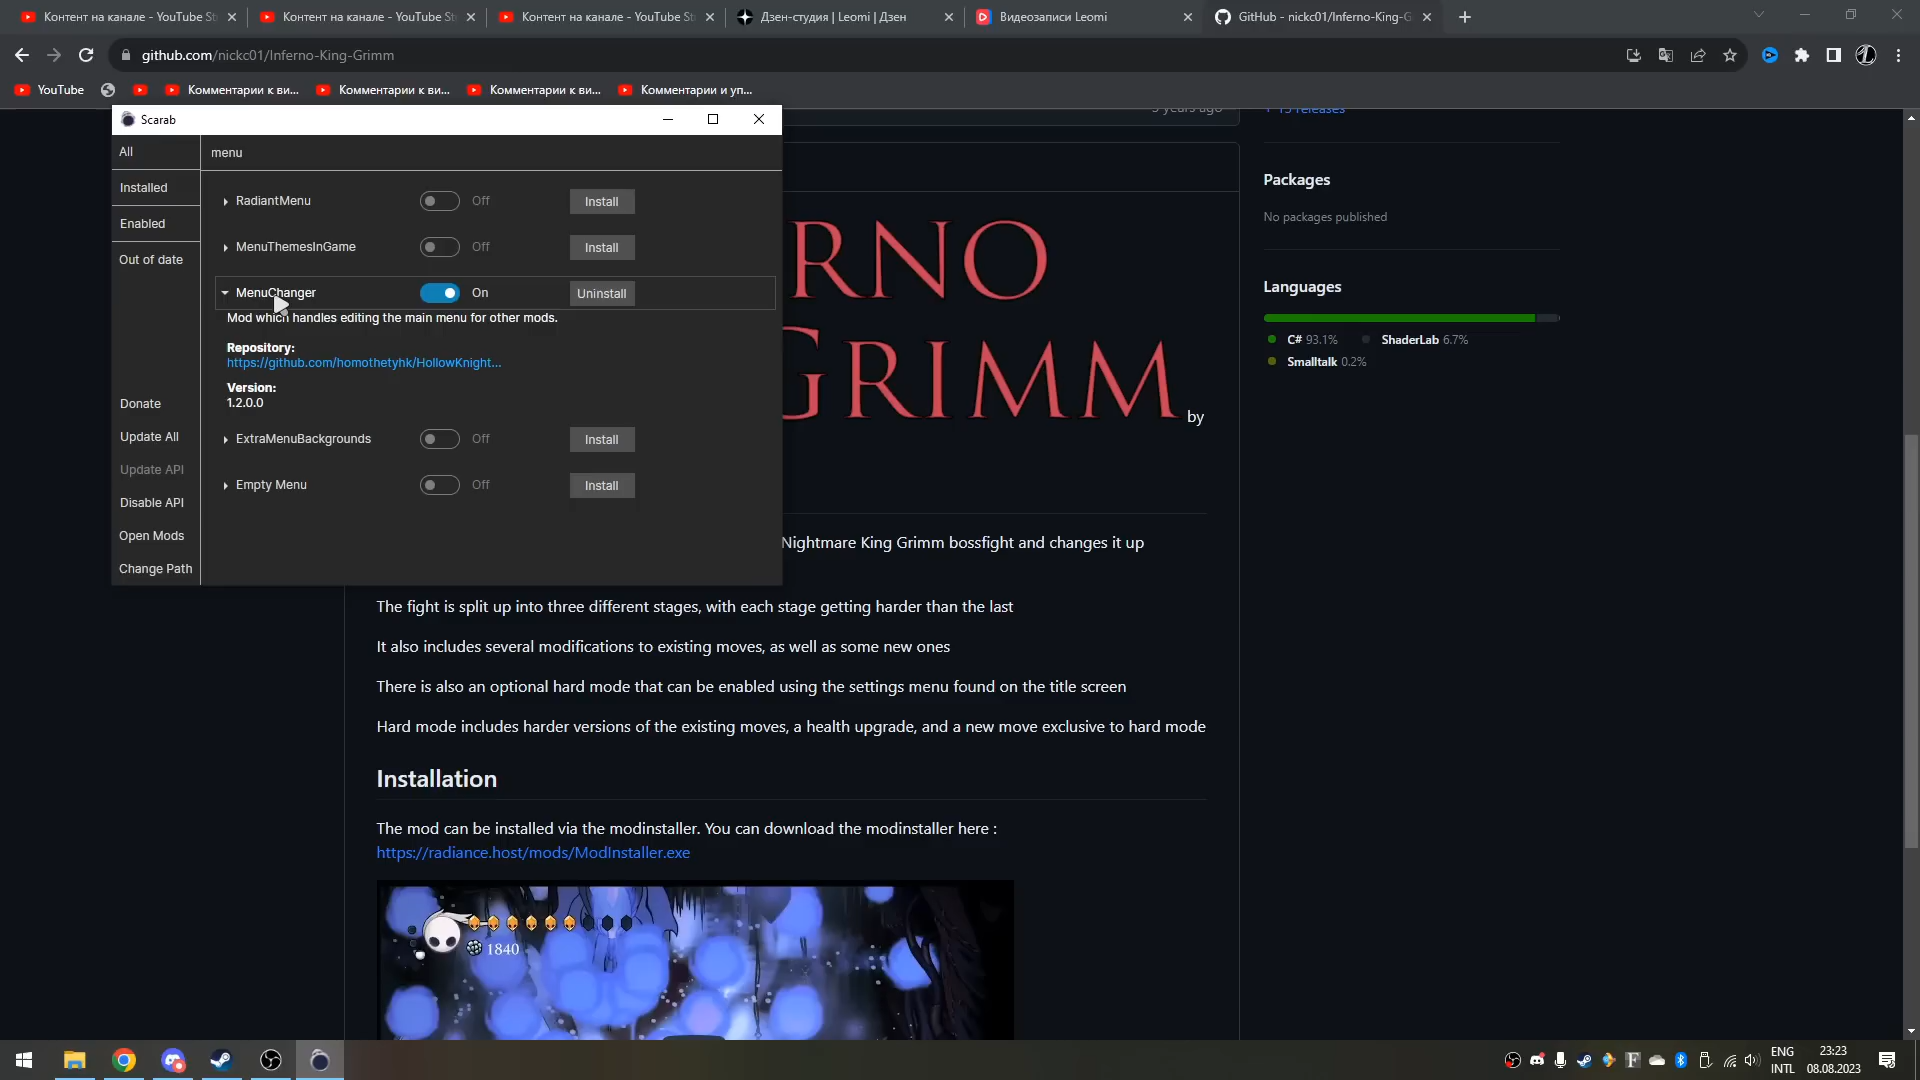 Контент на канале - YouTube St
Контент на канале - YouTube St
Контент на канале - YouTube St
Дзен-студия | Leomi | Дзен
Видеозаписи Leomi
GitHub - nickc01/Inferno-King-G
github.com/nickc01/Inferno-King-Grimm
YouTube
Комментарии к ви...
Комментарии к ви...
Комментарии к ви...
Комментарии и уп...
Scarab
All
Installed
Enabled
Out of date
Donate
Update All
Update API
Disable API
Open Mods
Change Path
menu
RadiantMenu Off Install
MenuThemesInGame Off Install
MenuChanger On Uninstall
Mod which handles editing the main menu for other mods.
Repository:
https://github.com/homothetyhk/HollowKnight...
Version:
1.2.0.0
ExtraMenuBackgrounds Off Install
Empty Menu Off Install
RNO
GRIMM by
Nightmare King Grimm bossfight and changes it up
The fight is split up into three different stages, with each stage getting harder than the last
It also includes several modifications to existing moves, as well as some new ones
There is also an optional hard mode that can be enabled using the settings menu found on the title screen
Hard mode includes harder versions of the existing moves, a health upgrade, and a new move exclusive to hard mode
Installation
The mod can be installed via the modinstaller. You can download the modinstaller here :
https://radiance.host/mods/ModInstaller.exe
1840
years ago
releases
Packages
No packages published
Languages
C# 93.1%
ShaderLab 6.7%
Smalltalk 0.2%
ENG
INTL
23:23
08.08.2023